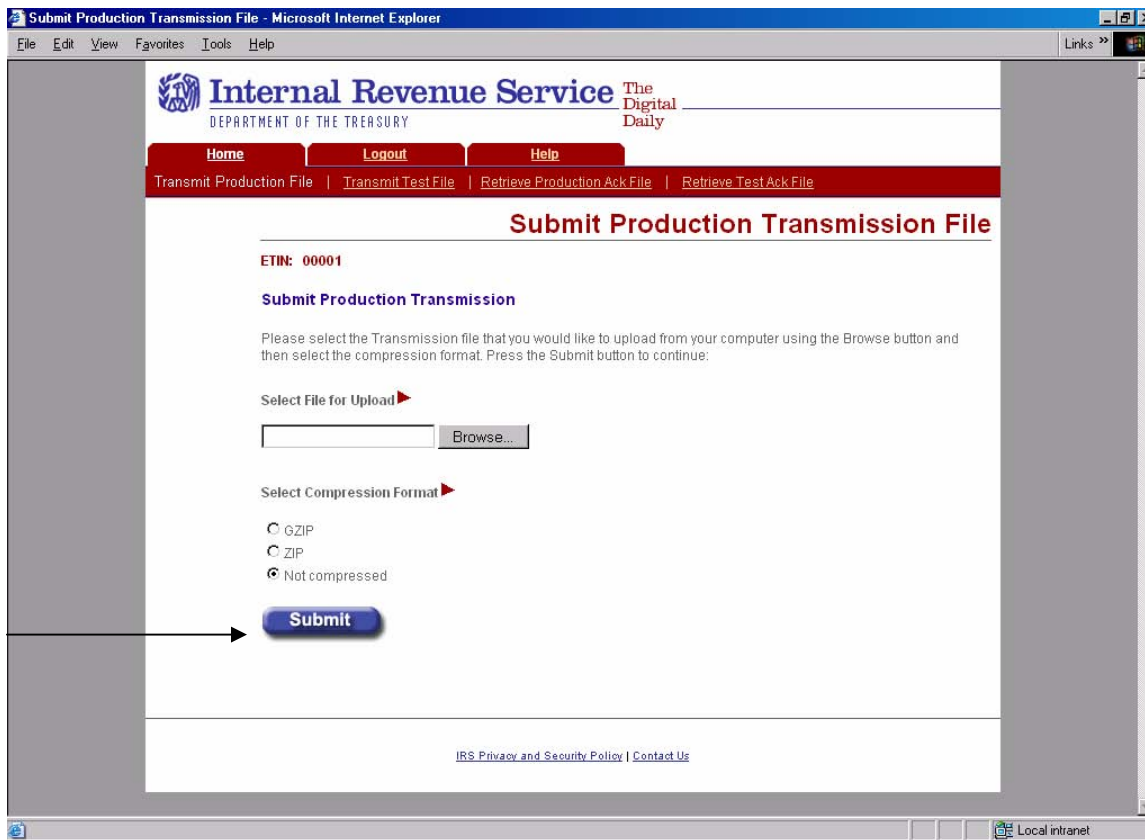 Submit Production Transmission File - Microsoft Internet Explorer
File Edit View Favorites Tools Help Links »
Internal Revenue Service The Digital Daily
DEPARTMENT OF THE TREASURY
Home Logout Help
Transmit Production File | Transmit Test File | Retrieve Production Ack File | Retrieve Test Ack File
Submit Production Transmission File
ETIN: 00001
Submit Production Transmission
Please select the Transmission file that you would like to upload from your computer using the Browse button and
then select the compression format. Press the Submit button to continue:
Select File for Upload
Browse...
Select Compression Format
GZIP
ZIP
Not compressed
Submit
IRS Privacy and Security Policy | Contact Us
Local intranet